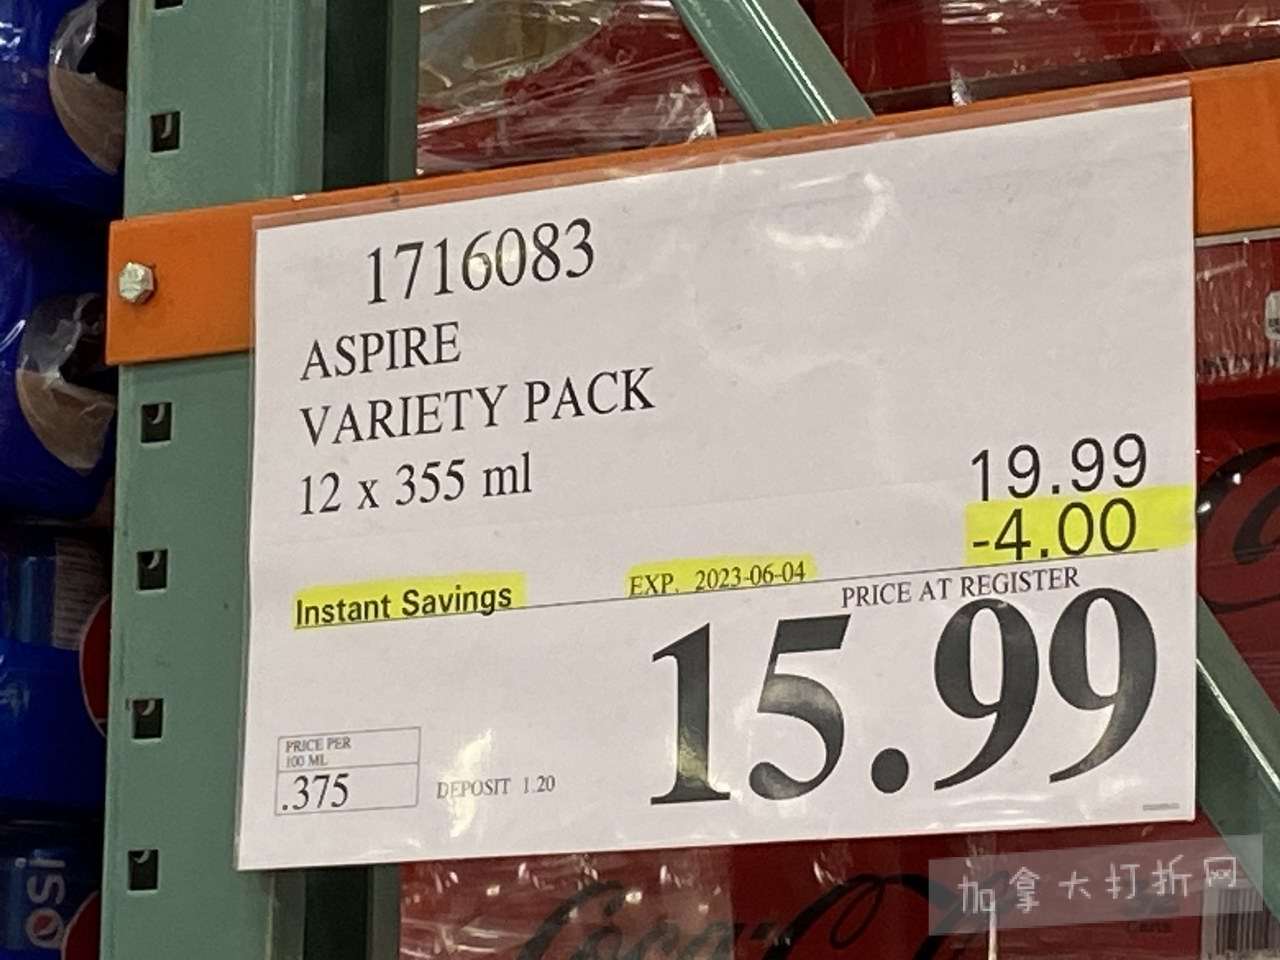 1716083
ASPIRE
VARIETY PACK
12 x 355 ml
19.99
-4.00
Instant Savings
EXP. 2023-06-04
PRICE AT REGISTER
15.99
PRICE PER
100 ML
.375
DEPOSIT 1.20
加拿大打折网
Coca-C